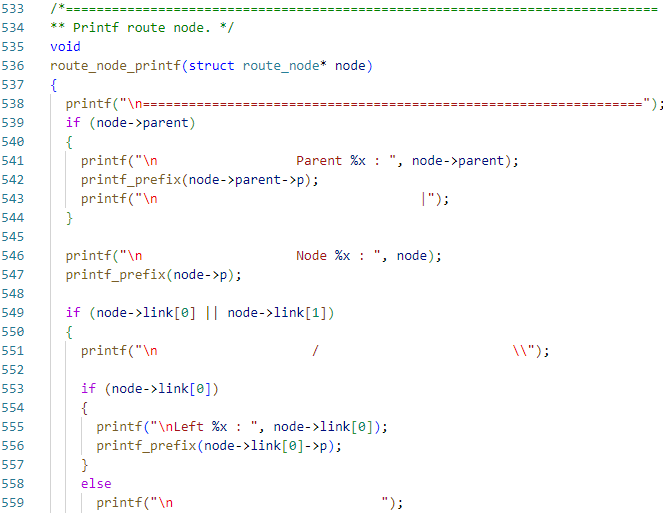 533 /*=============================================================================
534 ** Printf route node. */
535 void
536 route_node_printf(struct route_node* node)
537 {
538   printf("\n=================================================================");
539   if (node->parent)
540   {
541     printf("\n                  Parent %x : ", node->parent);
542     printf_prefix(node->parent->p);
543     printf("\n                                  |");
544   }
545
546   printf("\n                    Node %x : ", node);
547   printf_prefix(node->p);
548
549   if (node->link[0] || node->link[1])
550   {
551     printf("\n                    /                         \\");
552
553     if (node->link[0])
554     {
555       printf("\nLeft %x : ", node->link[0]);
556       printf_prefix(node->link[0]->p);
557     }
558     else
559       printf("\n                           ");